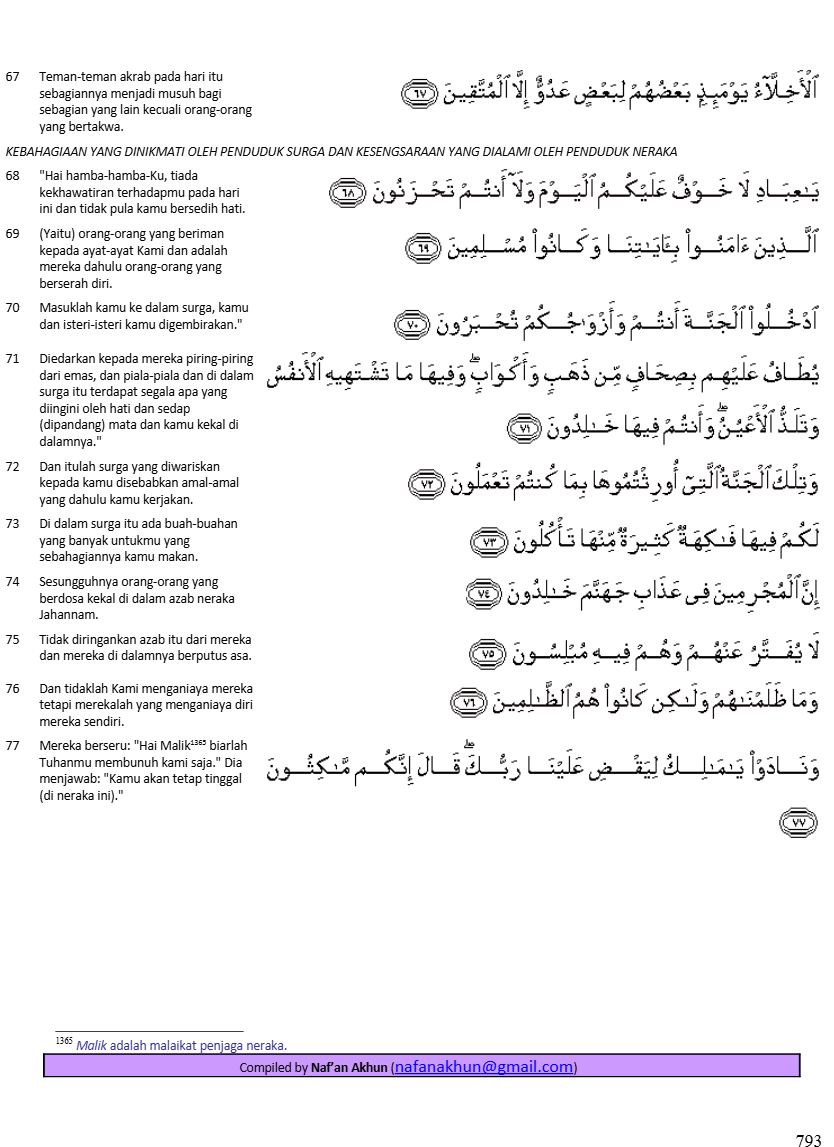 67 Teman-teman akrab pada hari itu
sebagiannya menjadi musuh bagi
sebagian yang lain kecuali orang-orang
yang bertakwa.
ٱلْأَخِلَّآءُ يَوْمَئِذٍۭ بَعْضُهُمْ لِبَعْضٍ عَدُوٌّ إِلَّا ٱلْمُتَّقِينَ ٦٧
KEBAHAGIAAN YANG DINIKMATI OLEH PENDUDUK SURGA DAN KESENGSARAAN YANG DIALAMI OLEH PENDUDUK NERAKA
68 "Hai hamba-hamba-Ku, tiada
kekhawatiran terhadapmu pada hari
ini dan tidak pula kamu bersedih hati.
يَـٰعِبَادِ لَا خَوْفٌ عَلَيْكُمُ ٱلْيَوْمَ وَلَآ أَنتُمْ تَحْزَنُونَ ٦٨
69 (Yaitu) orang-orang yang beriman
kepada ayat-ayat Kami dan adalah
mereka dahulu orang-orang yang
berserah diri.
ٱلَّذِينَ ءَامَنُوا۟ بِـَٔايَـٰتِنَا وَكَانُوا۟ مُسْلِمِينَ ٦٩
70 Masuklah kamu ke dalam surga, kamu
dan isteri-isteri kamu digembirakan."
ٱدْخُلُوا۟ ٱلْجَنَّةَ أَنتُمْ وَأَزْوَٰجُكُمْ تُحْبَرُونَ ٧٠
71 Diedarkan kepada mereka piring-piring
dari emas, dan piala-piala dan di dalam
surga itu terdapat segala apa yang
diingini oleh hati dan sedap
(dipandang) mata dan kamu kekal di
dalamnya."
يُطَافُ عَلَيْهِم بِصِحَافٍ مِّن ذَهَبٍ وَأَكْوَابٍ ۖ وَفِيهَا مَا تَشْتَهِيهِ ٱلْأَنفُسُ
وَتَلَذُّ ٱلْأَعْيُنُ ۖ وَأَنتُمْ فِيهَا خَـٰلِدُونَ ٧١
72 Dan itulah surga yang diwariskan
kepada kamu disebabkan amal-amal
yang dahulu kamu kerjakan.
وَتِلْكَ ٱلْجَنَّةُ ٱلَّتِىٓ أُورِثْتُمُوهَا بِمَا كُنتُمْ تَعْمَلُونَ ٧٢
73 Di dalam surga itu ada buah-buahan
yang banyak untukmu yang
sebahagiannya kamu makan.
لَكُمْ فِيهَا فَـٰكِهَةٌ كَثِيرَةٌ مِّنْهَا تَأْكُلُونَ ٧٣
74 Sesungguhnya orang-orang yang
berdosa kekal di dalam azab neraka
Jahannam.
إِنَّ ٱلْمُجْرِمِينَ فِى عَذَابِ جَهَنَّمَ خَـٰلِدُونَ ٧٤
75 Tidak diringankan azab itu dari mereka
dan mereka di dalamnya berputus asa.
لَا يُفَتَّرُ عَنْهُمْ وَهُمْ فِيهِ مُبْلِسُونَ ٧٥
76 Dan tidaklah Kami menganiaya mereka
tetapi merekalah yang menganiaya diri
mereka sendiri.
وَمَا ظَلَمْنَـٰهُمْ وَلَـٰكِن كَانُوا۟ هُمُ ٱلظَّـٰلِمِينَ ٧٦
77 Mereka berseru: "Hai Malik¹³⁶⁵ biarlah
Tuhanmu membunuh kami saja." Dia
menjawab: "Kamu akan tetap tinggal
(di neraka ini)."
وَنَادَوْا۟ يَـٰمَـٰلِكُ لِيَقْضِ عَلَيْنَا رَبُّكَ ۖ قَالَ إِنَّكُم مَّـٰكِثُونَ
٧٧
¹³⁶⁵ Malik adalah malaikat penjaga neraka.
Compiled by Naf'an Akhun (nafanakhun@gmail.com)
793